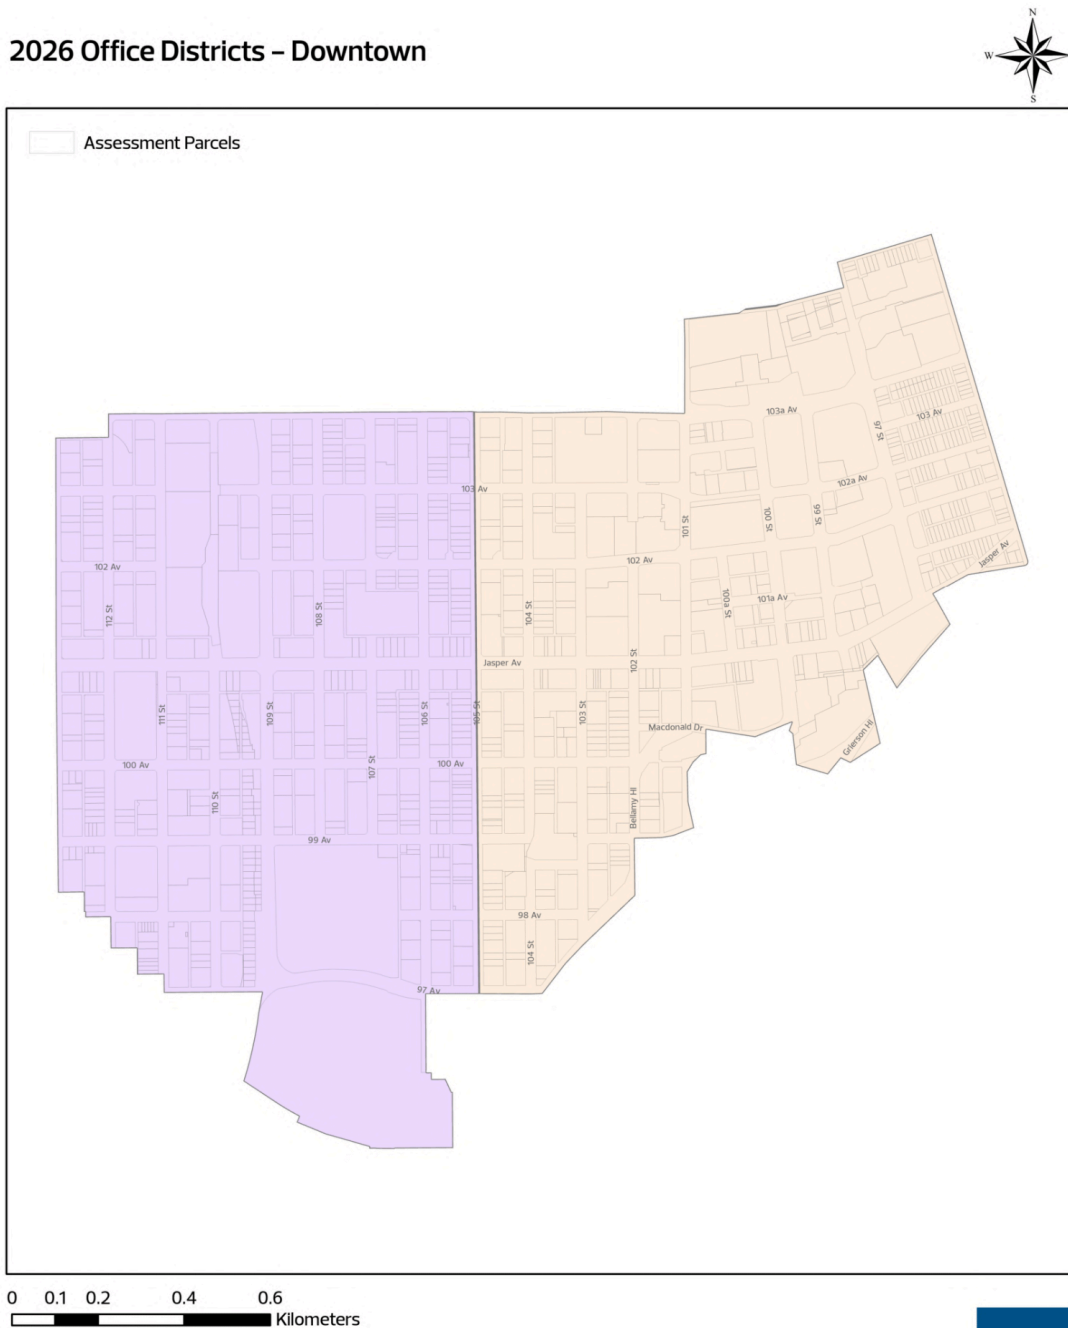 N
2026 Office Districts – Downtown
W
S
Assessment Parcels
103a Av
103 Av
97 St
102a Av
103 Av
101 St
100 St
99 St
Jasper Av
102 Av
102 Av
101a Av
100a St
112 St
108 St
104 St
Jasper Av
102 St
111 St
109 St
106 St
105 St
103 St
Macdonald Dr
Grierson Hl
100 Av
107 St
100 Av
110 St
Bellamy Hl
99 Av
98 Av
104 St
97 Av
0 0.1 0.2 0.4 0.6
Kilometers